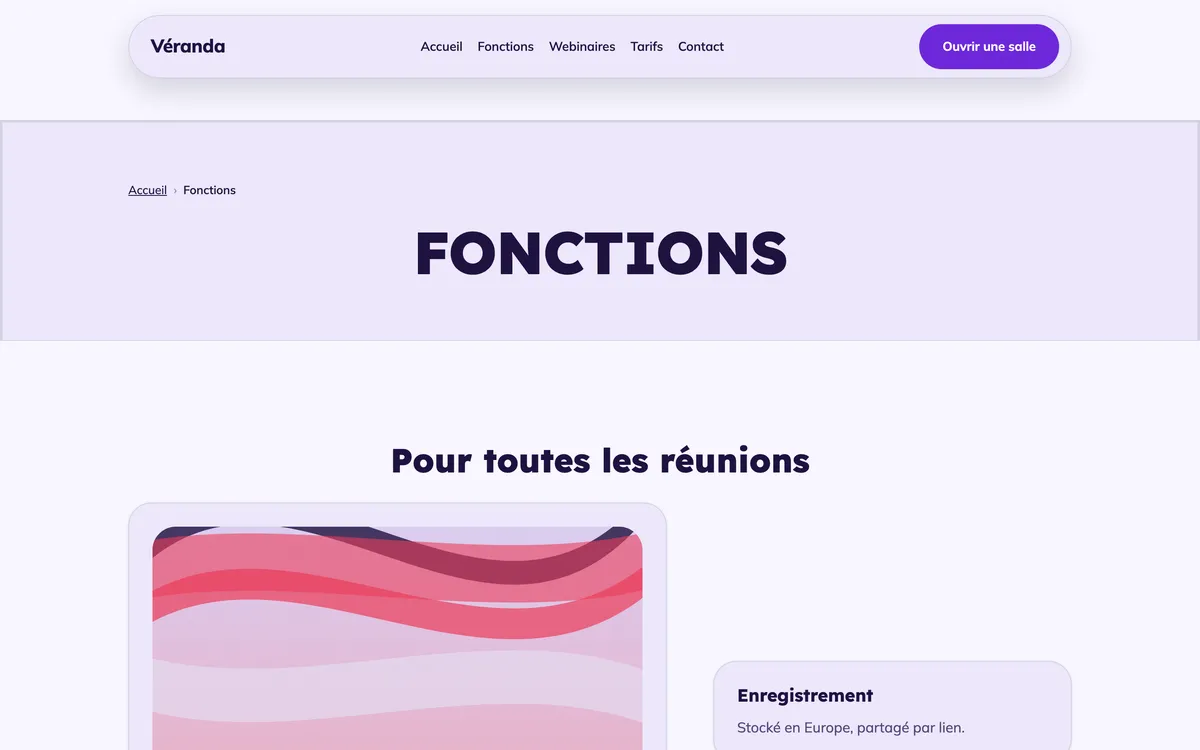 Véranda
Accueil Fonctions Webinaires Tarifs Contact
Ouvrir une salle
Accueil › Fonctions
FONCTIONS
Pour toutes les réunions
Enregistrement
Stocké en Europe, partagé par lien.